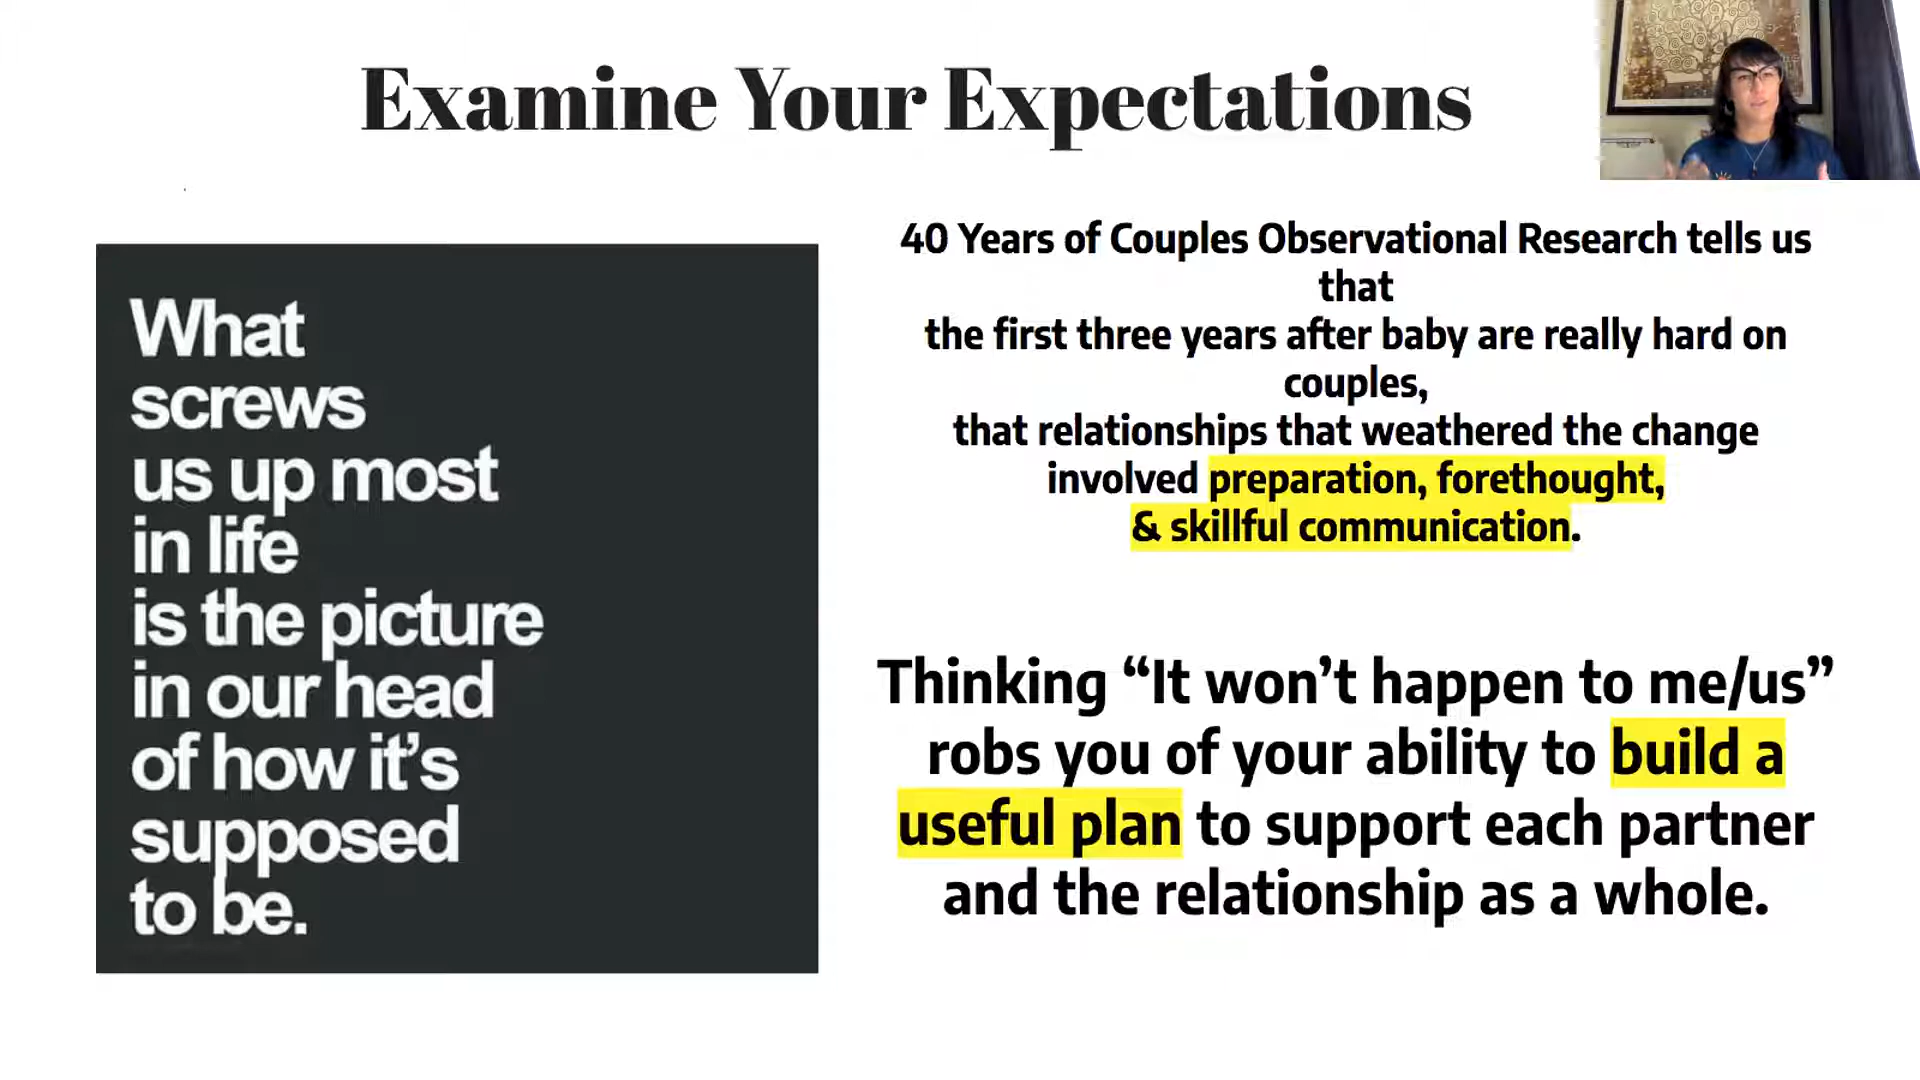 Examine Your Expectations
What
screws
us up most
in life
is the picture
in our head
of how it's
supposed
to be.
40 Years of Couples Observational Research tells us
that
the first three years after baby are really hard on
couples,
that relationships that weathered the change
involved preparation, forethought,
& skillful communication.
Thinking “It won’t happen to me/us”
robs you of your ability to build a
useful plan to support each partner
and the relationship as a whole.